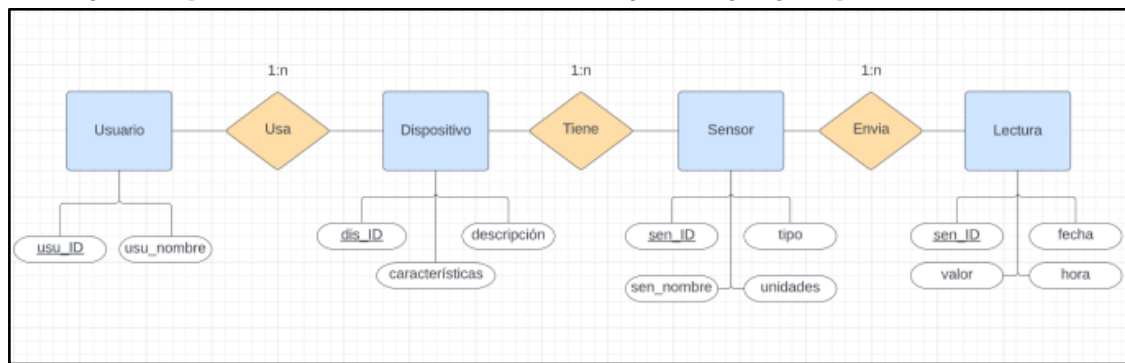 1:n
1:n
1:n
Usuario
Usa
Dispositivo
Tiene
Sensor
Envia
Lectura
usu_ID
usu_nombre
dis_ID
descripción
características
sen_ID
tipo
sen_nombre
unidades
sen_ID
fecha
valor
hora